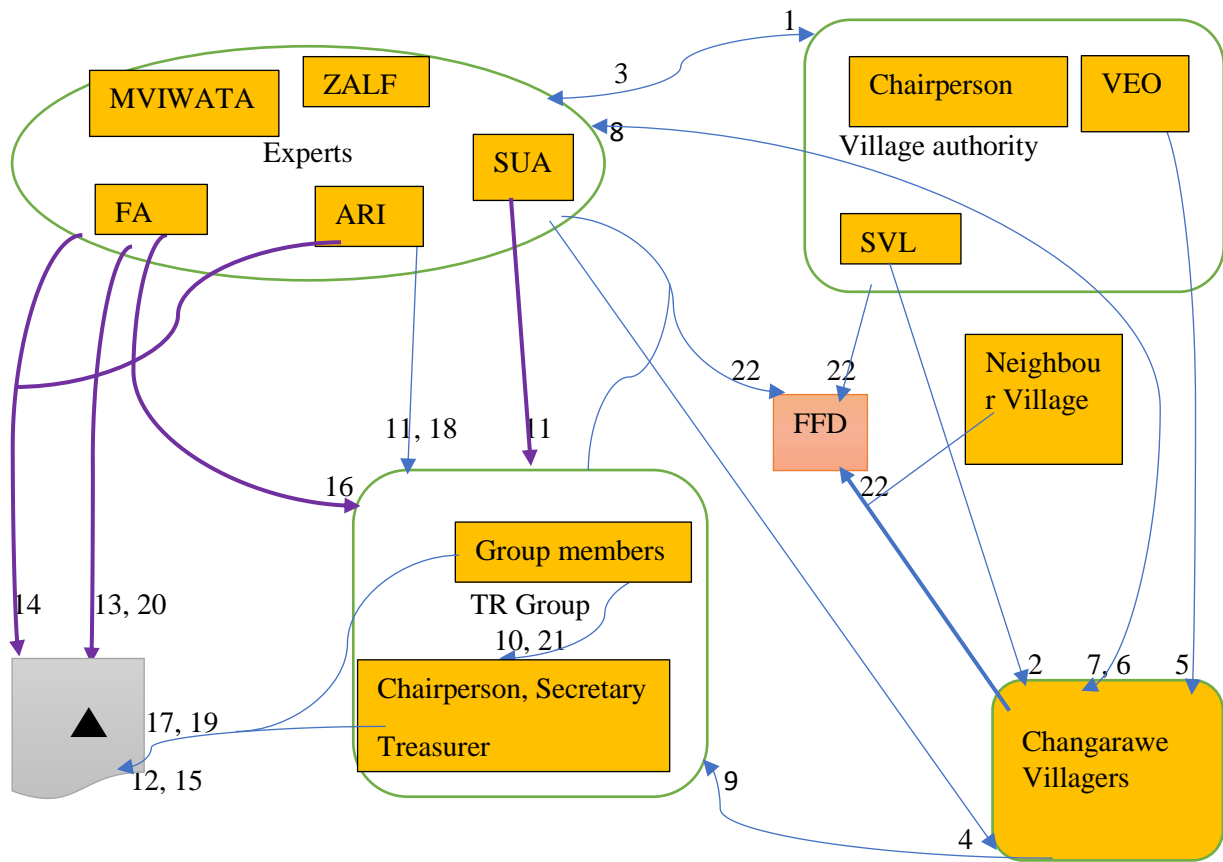 1
3
8
MVIWATA
ZALF
Experts
SUA
FA
ARI
Chairperson
VEO
Village authority
SVL
Neighbou
r Village
22
22
FFD
22
11, 18
11
16
Group members
TR Group
10, 21
Chairperson, Secretary
Treasurer
14
13, 20
17, 19
12, 15
2
7, 6
5
Changarawe
Villagers
9
4